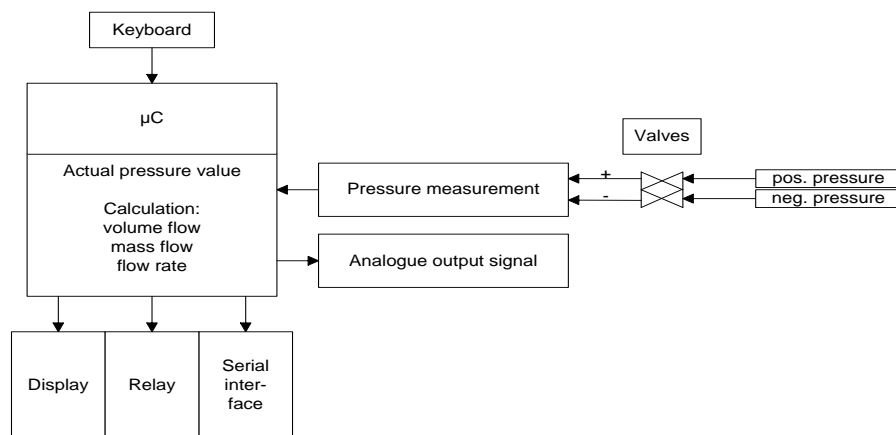 Keyboard
µC
Valves
Actual pressure value
Calculation:
volume flow
mass flow
flow rate
Pressure measurement
+
-
pos. pressure
neg. pressure
Analogue output signal
Display
Relay
Serial
inter-
face